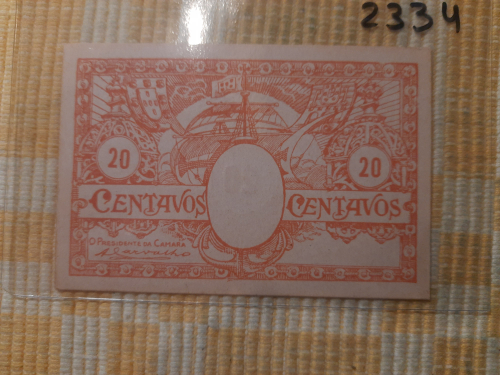 2334
20
20
CENTAVOS CENTAVOS
O PRESIDENTE DA CAMARA